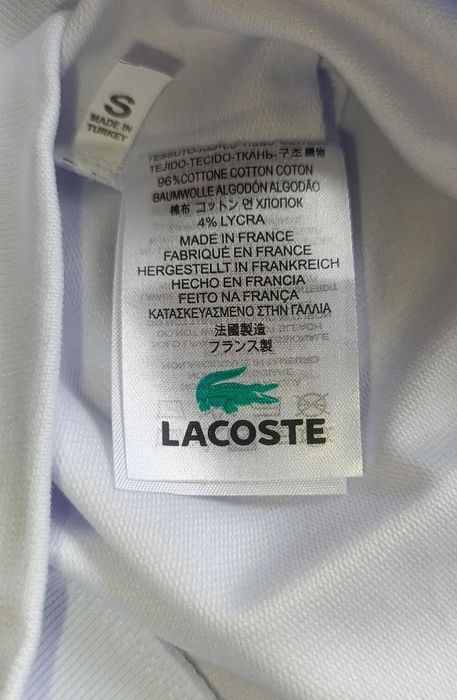 S
MADE IN
TURKEY
TEJIDO-TECIDO-ТКАНЬ-구조 織物
96%COTTONE COTTON COTON
BAUMWOLLE ALGODÓN ALGODÃO
棉布 コットン 면 ХЛОПОК
4% LYCRA
MADE IN FRANCE
FABRIQUÉ EN FRANCE
HERGESTELLT IN FRANKREICH
HECHO EN FRANCIA
FEITO NA FRANÇA
ΚΑΤΑΣΚΕΥΑΣΜΕΝΟ ΣΤΗΝ ΓΑΛΛΙΑ
法國製造
フランス製
LACOSTE